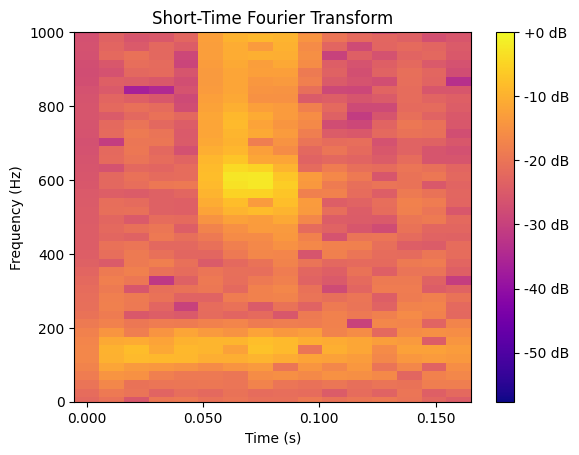 Short-Time Fourier Transform
1000
800
600
400
200
0
Frequency (Hz)
0.000
0.050
0.100
0.150
Time (s)
+0 dB
-10 dB
-20 dB
-30 dB
-40 dB
-50 dB